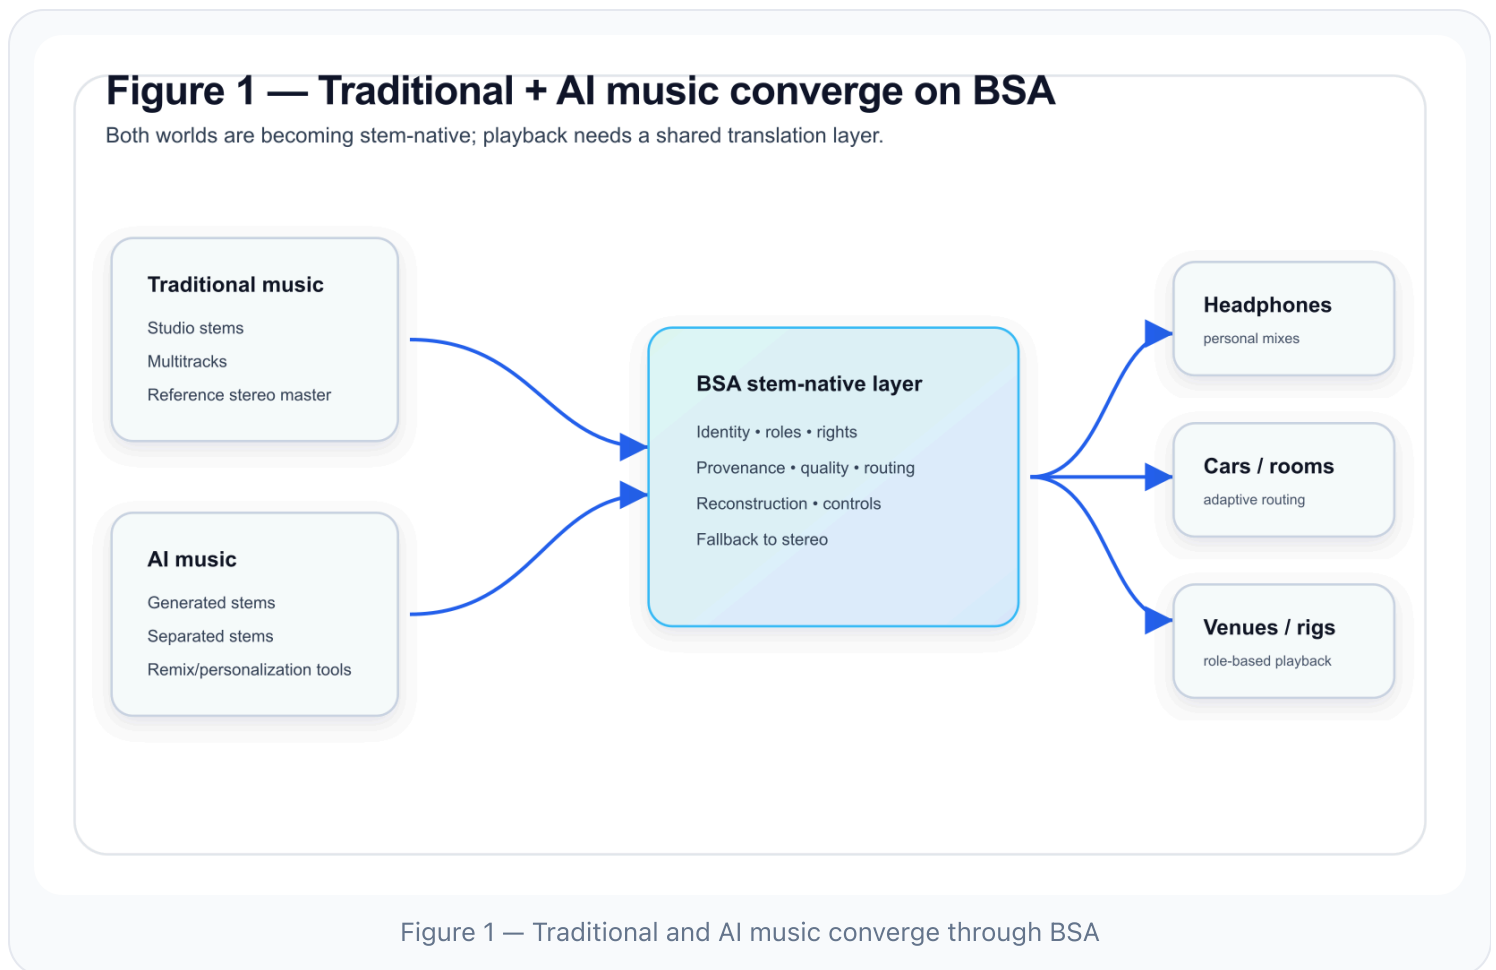 Figure 1 — Traditional + AI music converge on BSA
Both worlds are becoming stem-native; playback needs a shared translation layer.
Traditional music
Studio stems
Multitracks
Reference stereo master
AI music
Generated stems
Separated stems
Remix/personalization tools
BSA stem-native layer
Identity • roles • rights
Provenance • quality • routing
Reconstruction • controls
Fallback to stereo
Headphones
personal mixes
Cars / rooms
adaptive routing
Venues / rigs
role-based playback
Figure 1 — Traditional and AI music converge through BSA